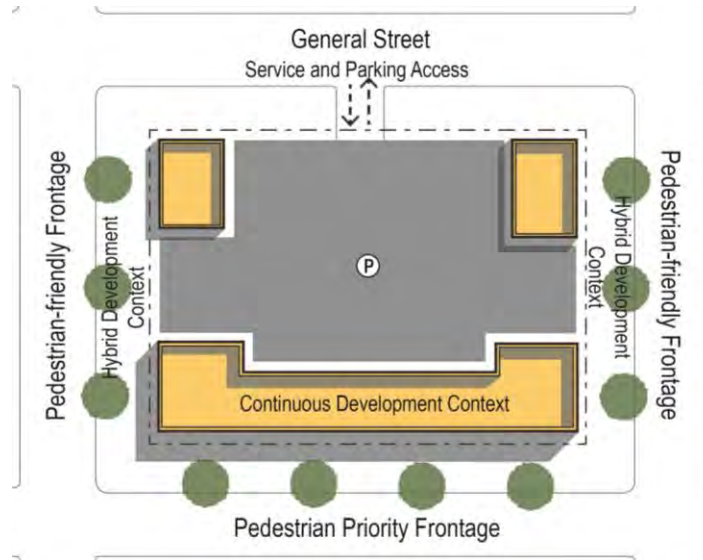 General Street
Service and Parking Access
Pedestrian-friendly Frontage
Hybrid Development
Context
P
Context
Hybrid Development
Pedestrian-friendly Frontage
Continuous Development Context
Pedestrian Priority Frontage